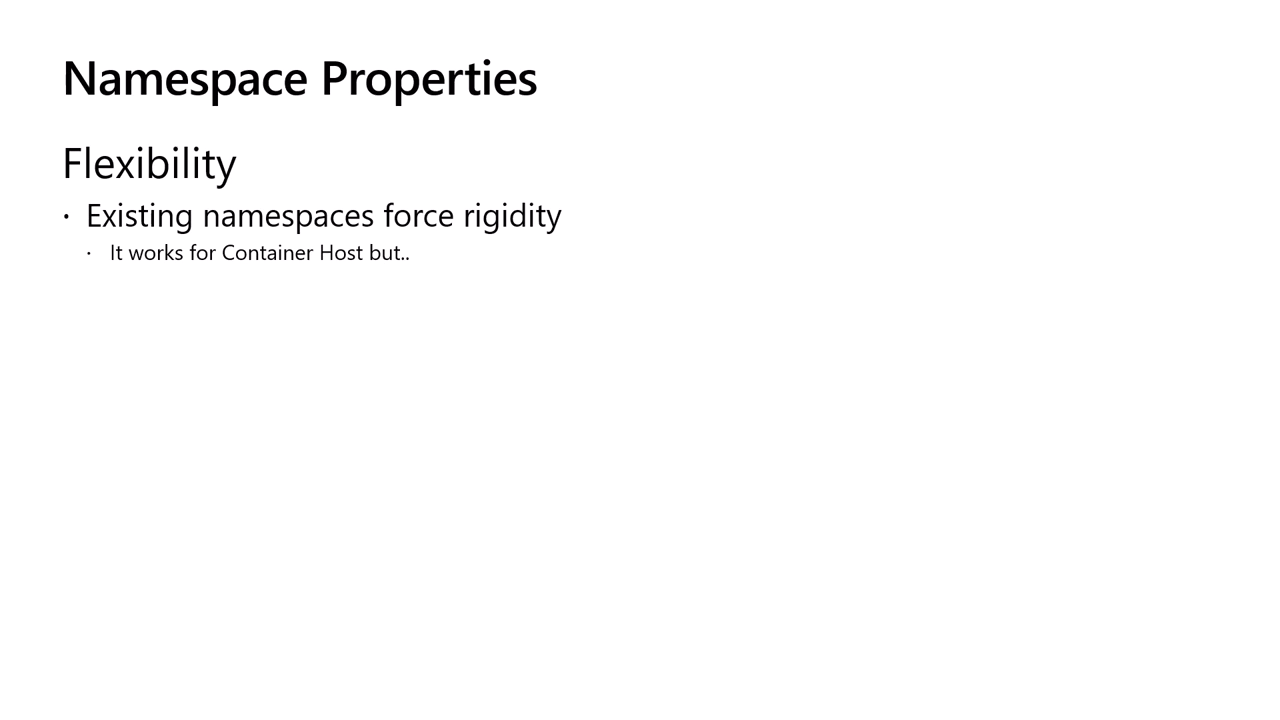 Namespace Properties
Flexibility
• Existing namespaces force rigidity
• It works for Container Host but..